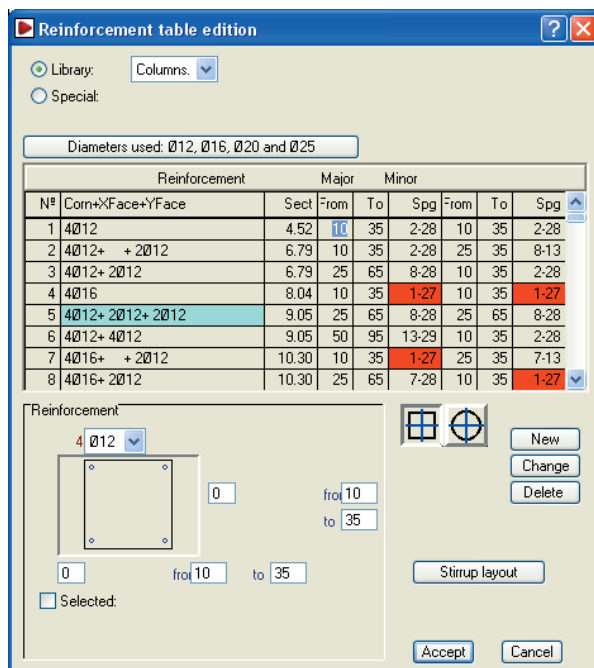 Reinforcement table edition
Library: Columns.
Special:
Diameters used: Ø12, Ø16, Ø20 and Ø25
Reinforcement Major Minor
Nº Corn+XFace+YFace Sect From To Spg From To Spg
1 4Ø12 4.52 10 35 2-28 10 35 2-28
2 4Ø12+ + 2Ø12 6.79 10 35 2-28 25 35 8-13
3 4Ø12+ 2Ø12 6.79 25 65 8-28 10 35 2-28
4 4Ø16 8.04 10 35 1-27 10 35 1-27
5 4Ø12+ 2Ø12+ 2Ø12 9.05 25 65 8-28 25 65 8-28
6 4Ø12+ 4Ø12 9.05 50 95 13-29 10 35 2-28
7 4Ø16+ + 2Ø12 10.30 10 35 1-27 25 35 7-13
8 4Ø16+ 2Ø12 10.30 25 65 7-28 10 35 1-27
Reinforcement
4 Ø12
New
Change
0 froi 10 Delete
to 35
0 froi 10 to 35 Stirrup layout
Selected:
Accept Cancel